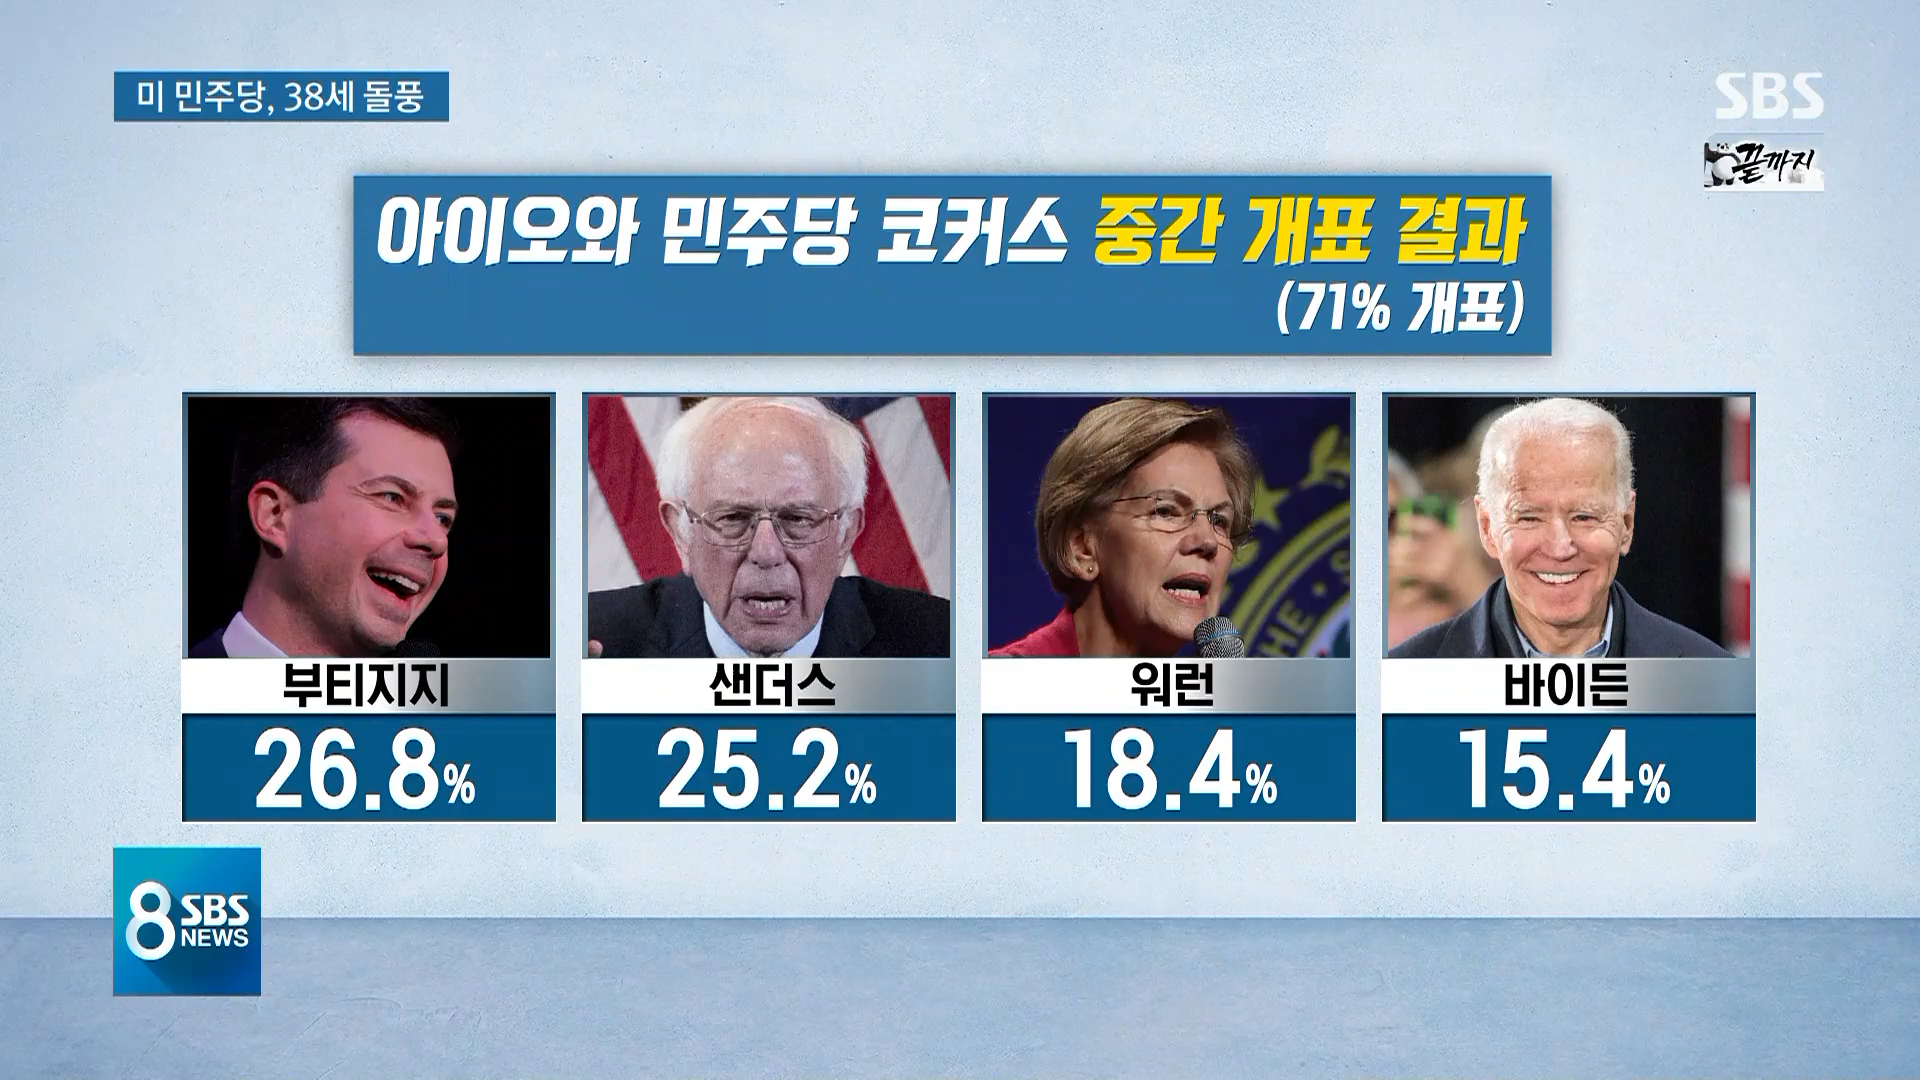 미 민주당, 38세 돌풍
SBS
끝까지
아이오와 민주당 코커스 중간 개표 결과
(71% 개표)
부티지지
샌더스
워런
바이든
26.8%
25.2%
18.4%
15.4%
THE
8 SBS
NEWS